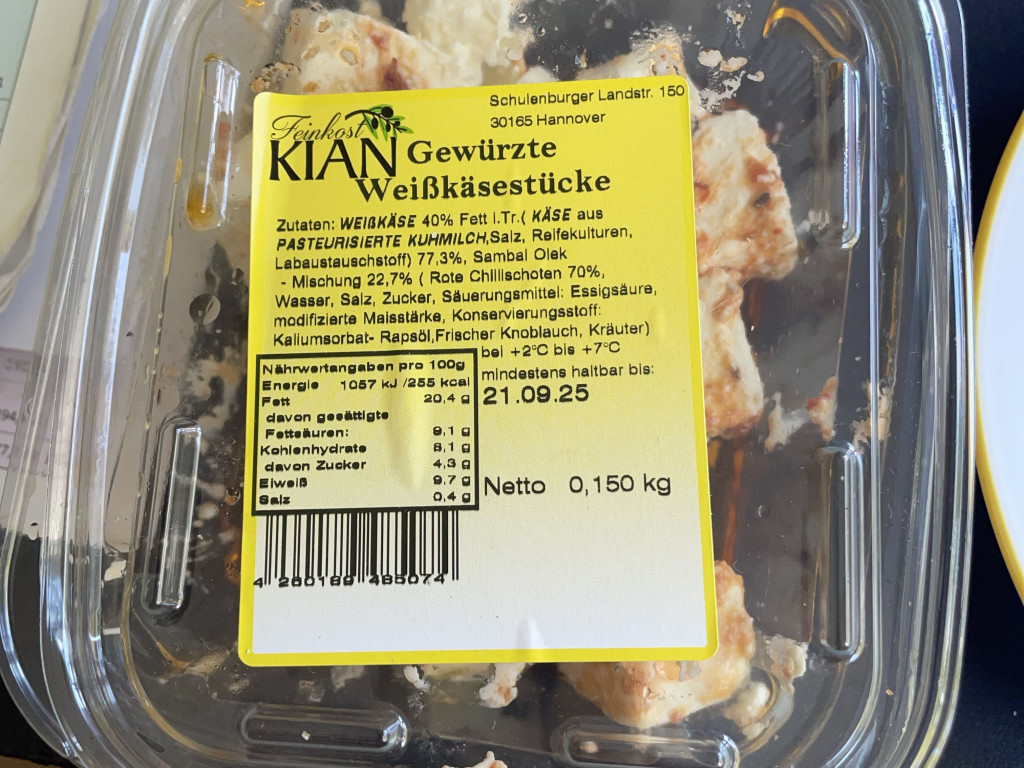 Schulenburger Landstr. 150
30165 Hannover
Feinkost
KIAN Gewürzte
Weißkäsestücke
Zutaten: WEIßKÄSE 40% Fett i.Tr.( KÄSE aus
PASTEURISIERTE KUHMILCH,Salz, Reifekulturen,
Labaustauschstoff) 77,3%, Sambal Olek
- Mischung 22,7% ( Rote Chillischoten 70%,
Wasser, Salz, Zucker, Säuerungsmittel: Essigsäure,
modifizierte Maisstärke, Konservierungsstoff:
Kaliumsorbat- Rapsöl,Frischer Knoblauch, Kräuter)
bei +2°C bis +7°C
mindestens haltbar bis:
21.09.25
Nährwertangaben pro 100g
Energie 1057 kJ /255 kcal
Fett 20,4 g
davon gesättigte
Fettsäuren: 9,1 g
Kohlenhydrate 8,1 g
davon Zucker 4,3 g
Eiweiß 9,7 g
Salz 0,4 g
Netto 0,150 kg
4 260189 485074